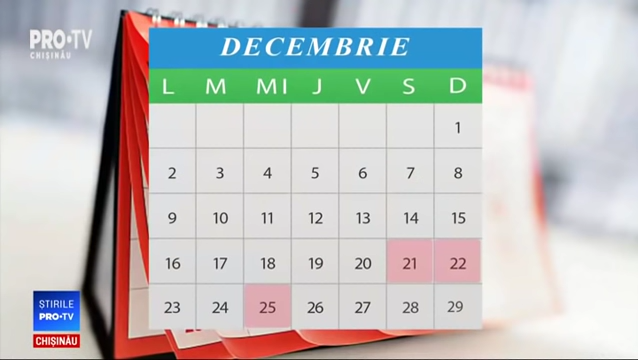 PRO•TV
CHIȘINĂU
DECEMBRIE
L M MI J V S D
1
2 3 4 5 6 7 8
9 10 11 12 13 14 15
16 17 18 19 20 21 22
23 24 25 26 27 28 29
ȘTIRILE
PRO•TV
CHIȘINĂU